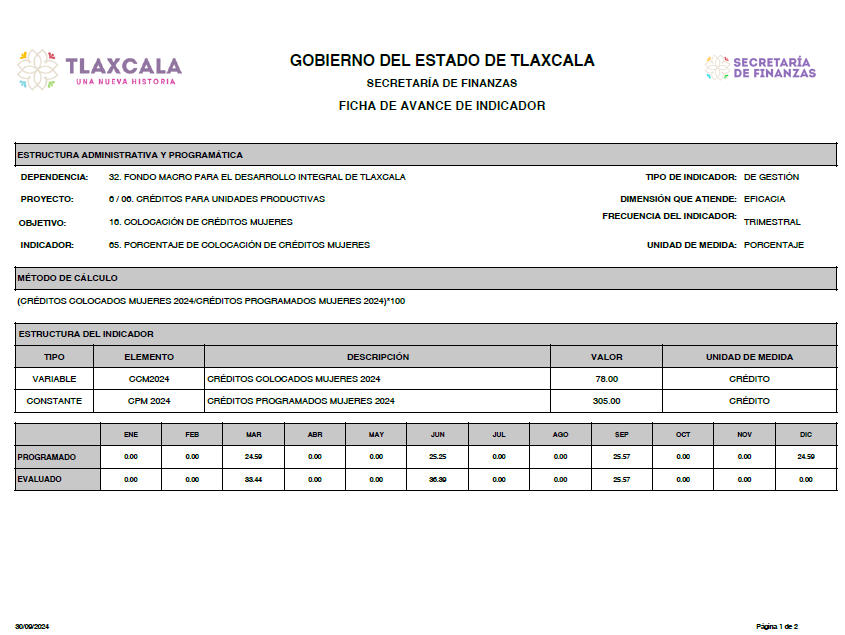 TLAXCALA
UNA NUEVA HISTORIA
GOBIERNO DEL ESTADO DE TLAXCALA
SECRETARÍA DE FINANZAS
FICHA DE AVANCE DE INDICADOR
SECRETARÍA
DE FINANZAS
ESTRUCTURA ADMINISTRATIVA Y PROGRAMÁTICA
DEPENDENCIA: 32. FONDO MACRO PARA EL DESARROLLO INTEGRAL DE TLAXCALA TIPO DE INDICADOR: DE GESTIÓN
PROYECTO: 6 / 06. CRÉDITOS PARA UNIDADES PRODUCTIVAS DIMENSIÓN QUE ATIENDE: EFICACIA
OBJETIVO: 16. COLOCACIÓN DE CRÉDITOS MUJERES FRECUENCIA DEL INDICADOR: TRIMESTRAL
INDICADOR: 65. PORCENTAJE DE COLOCACIÓN DE CRÉDITOS MUJERES UNIDAD DE MEDIDA: PORCENTAJE
MÉTODO DE CÁLCULO
(CRÉDITOS COLOCADOS MUJERES 2024/CRÉDITOS PROGRAMADOS MUJERES 2024)*100
ESTRUCTURA DEL INDICADOR
TIPO ELEMENTO DESCRIPCIÓN VALOR UNIDAD DE MEDIDA
VARIABLE CCM2024 CRÉDITOS COLOCADOS MUJERES 2024 78.00 CRÉDITO
CONSTANTE CPM 2024 CRÉDITOS PROGRAMADOS MUJERES 2024 305.00 CRÉDITO
ENE FEB MAR ABR MAY JUN JUL AGO SEP OCT NOV DIC
PROGRAMADO 0.00 0.00 24.59 0.00 0.00 25.25 0.00 0.00 25.57 0.00 0.00 24.59
EVALUADO 0.00 0.00 33.44 0.00 0.00 36.39 0.00 0.00 25.57 0.00 0.00 0.00
30/09/2024 Página 1 de 2